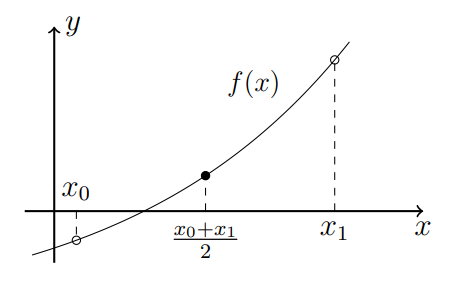 y
f(x)
x₀
(x₀+x₁)/2
x₁
x